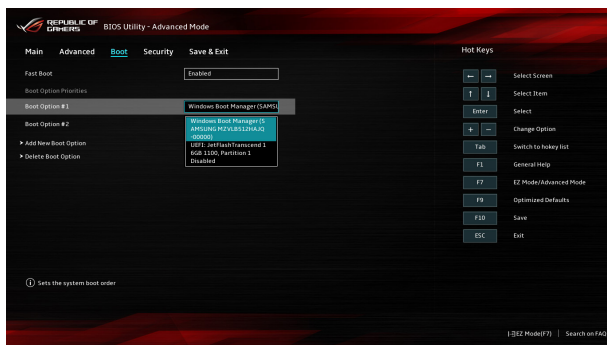 REPUBLIC OF
GAMERS
BIOS Utility - Advanced Mode
Main Advanced Boot Security Save & Exit
Hot Keys
Fast Boot Enabled
Boot Option Priorities
Boot Option #1 Windows Boot Manager (SAMSU
Boot Option #2
Windows Boot Manager (S
AMSUNG MZVLB512HAJQ
-00000)
UEFI: JetFlashTranscend 1
6GB 1100, Partition 1
Disabled
> Add New Boot Option
> Delete Boot Option
← → Select Screen
↑ ↓ Select Item
Enter Select
+ − Change Option
Tab Switch to hokey list
F1 General Help
F7 EZ Mode/Advanced Mode
F9 Optimized Defaults
F10 Save
ESC Exit
i Sets the system boot order
EZ Mode(F7) | Search on FAQ